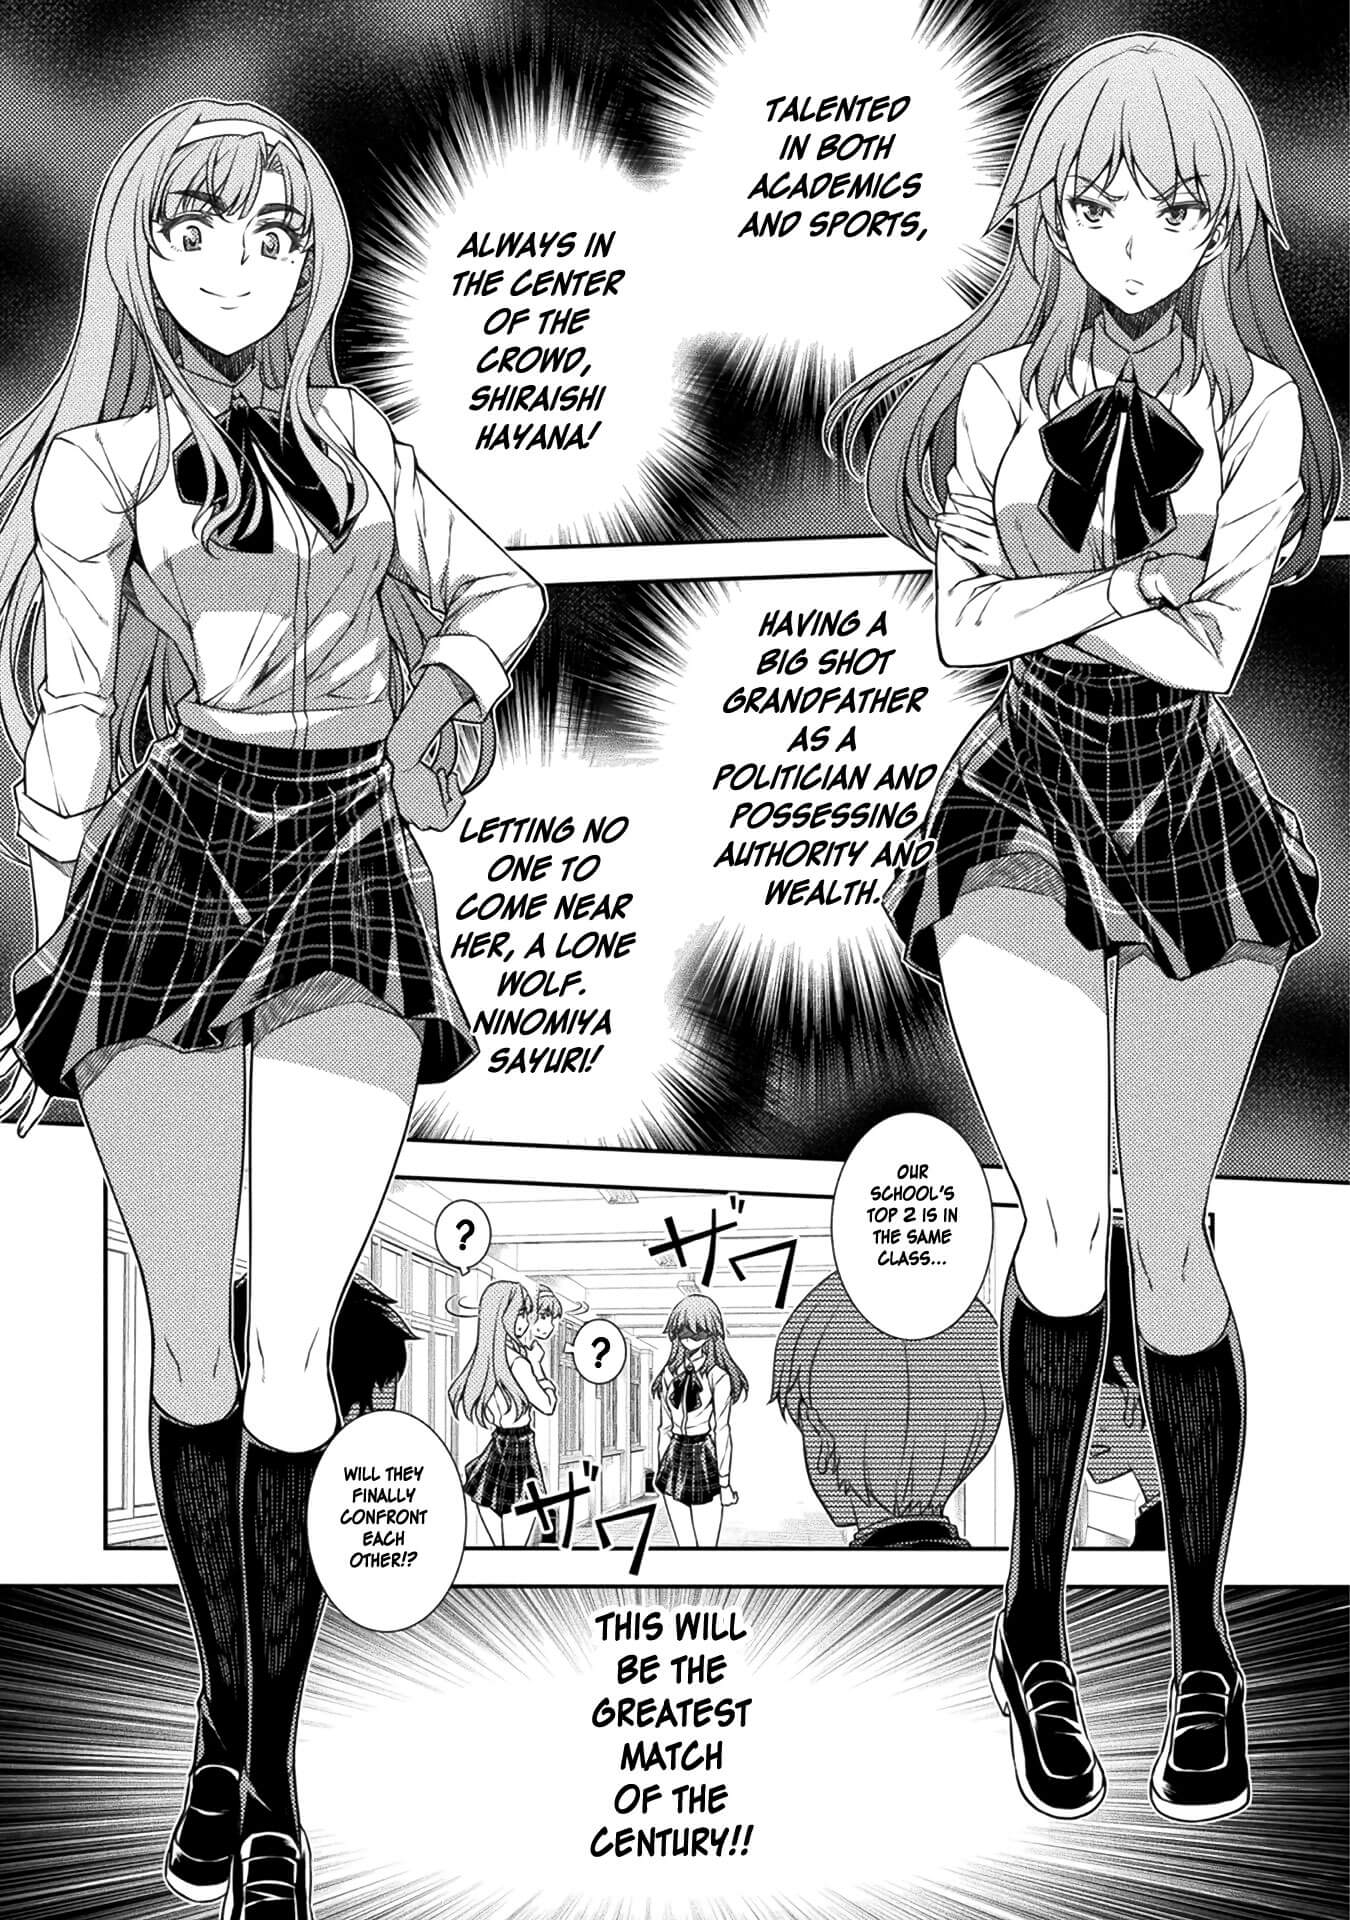 TALENTED
IN BOTH
ACADEMICS
AND SPORTS,
ALWAYS IN
THE CENTER
OF THE
CROWD,
SHIRAISHI
HAYANA!
HAVING A
BIG SHOT
GRANDFATHER
AS A
POLITICIAN AND
POSSESSING
AUTHORITY AND
WEALTH.
LETTING NO
ONE TO
COME NEAR
HER, A LONE
WOLF.
NINOMIYA
SAYURI!
OUR
SCHOOL'S
TOP 2 IS IN
THE SAME
CLASS...
ザワ
?
?
ザワ
WILL THEY
FINALLY
CONFRONT
EACH
OTHER!?
THIS WILL
BE THE
GREATEST
MATCH
OF THE
CENTURY!!